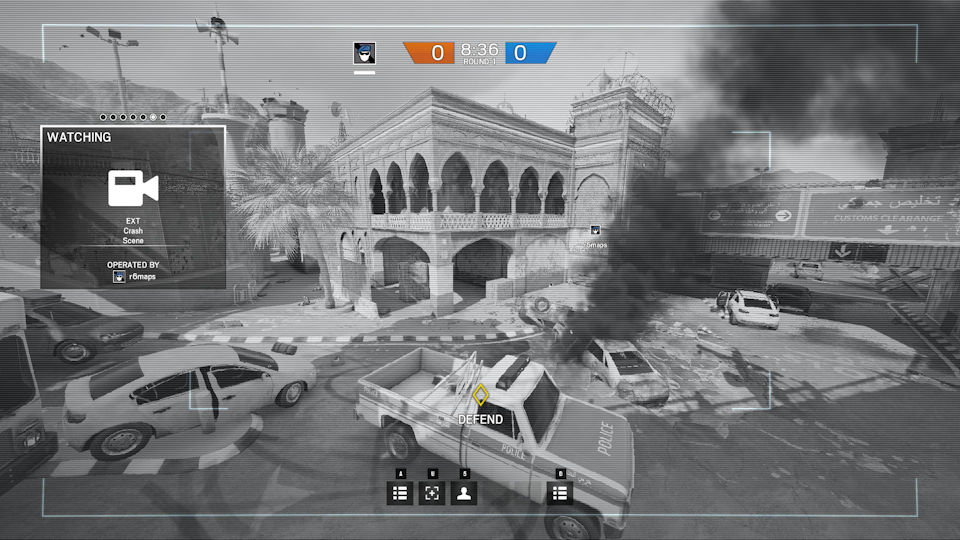 0
8:36
ROUND 1
0
WATCHING
EXT
Crash
Scene
OPERATED BY
r6maps
r6maps
تخليص جمركي
CUSTOMS CLEARANCE
DEFEND
POLICE
POLICE